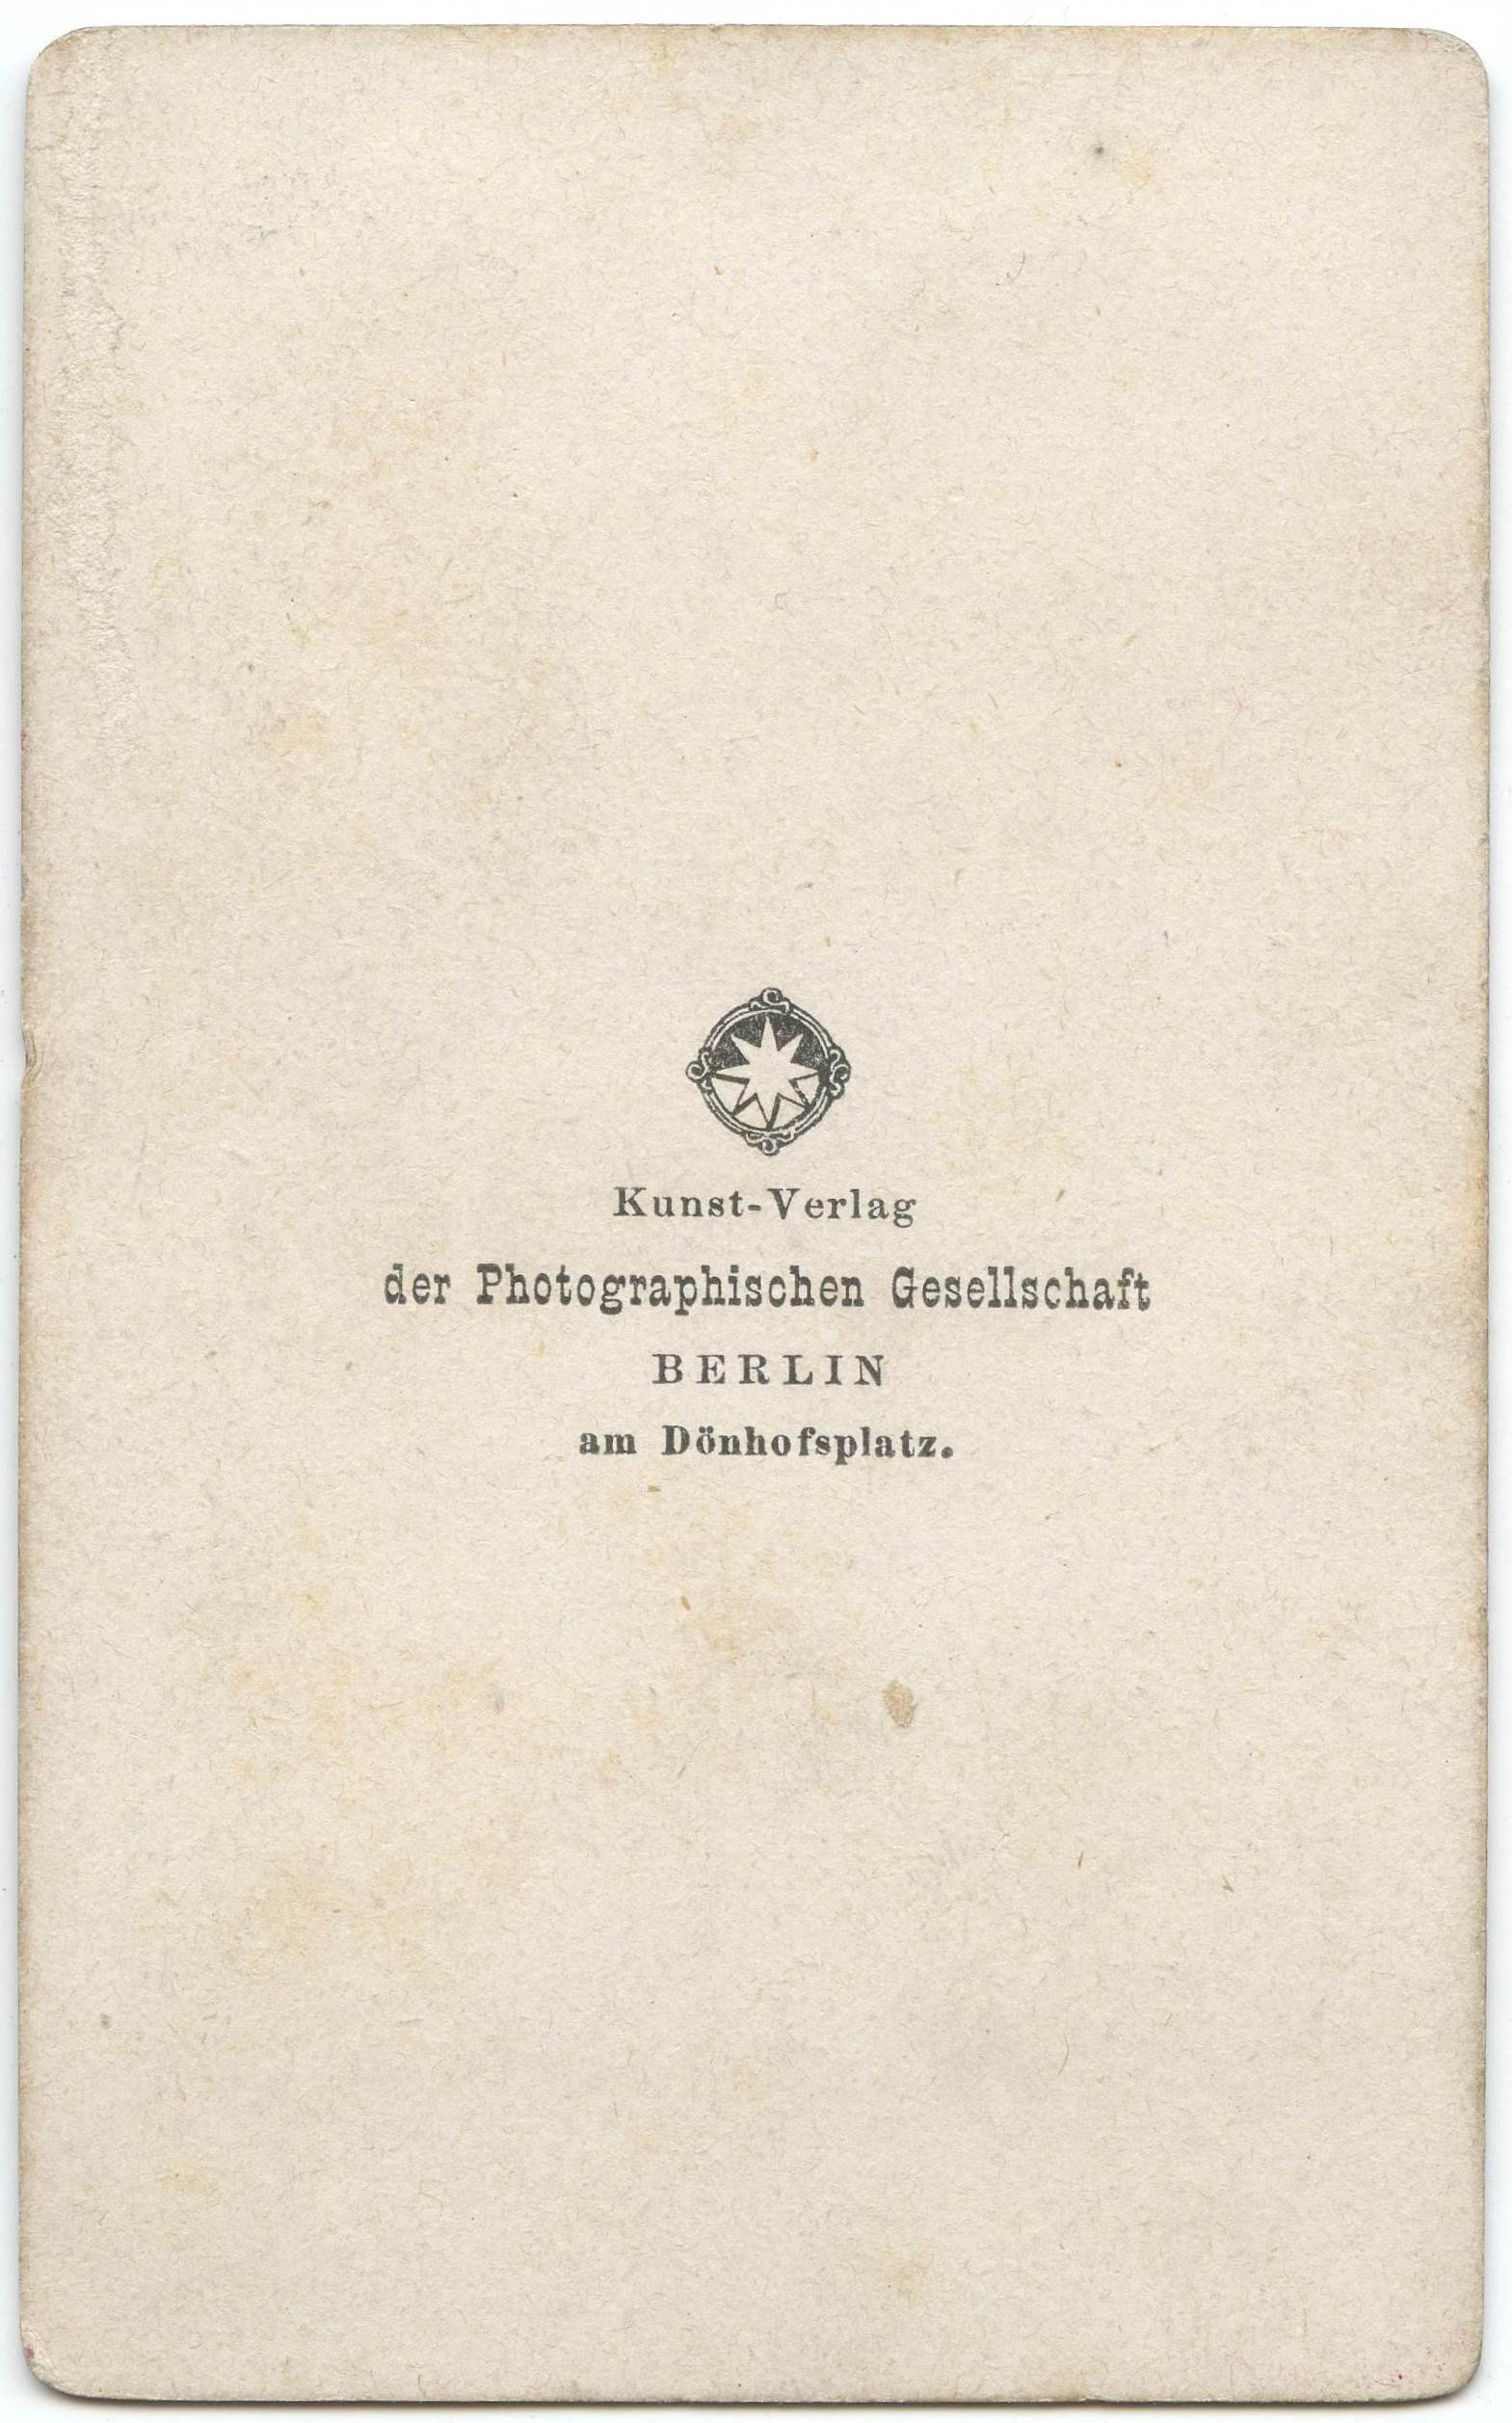 Kunst-Verlag
der Photographischen Gesellschaft
BERLIN
am Dönhofsplatz.